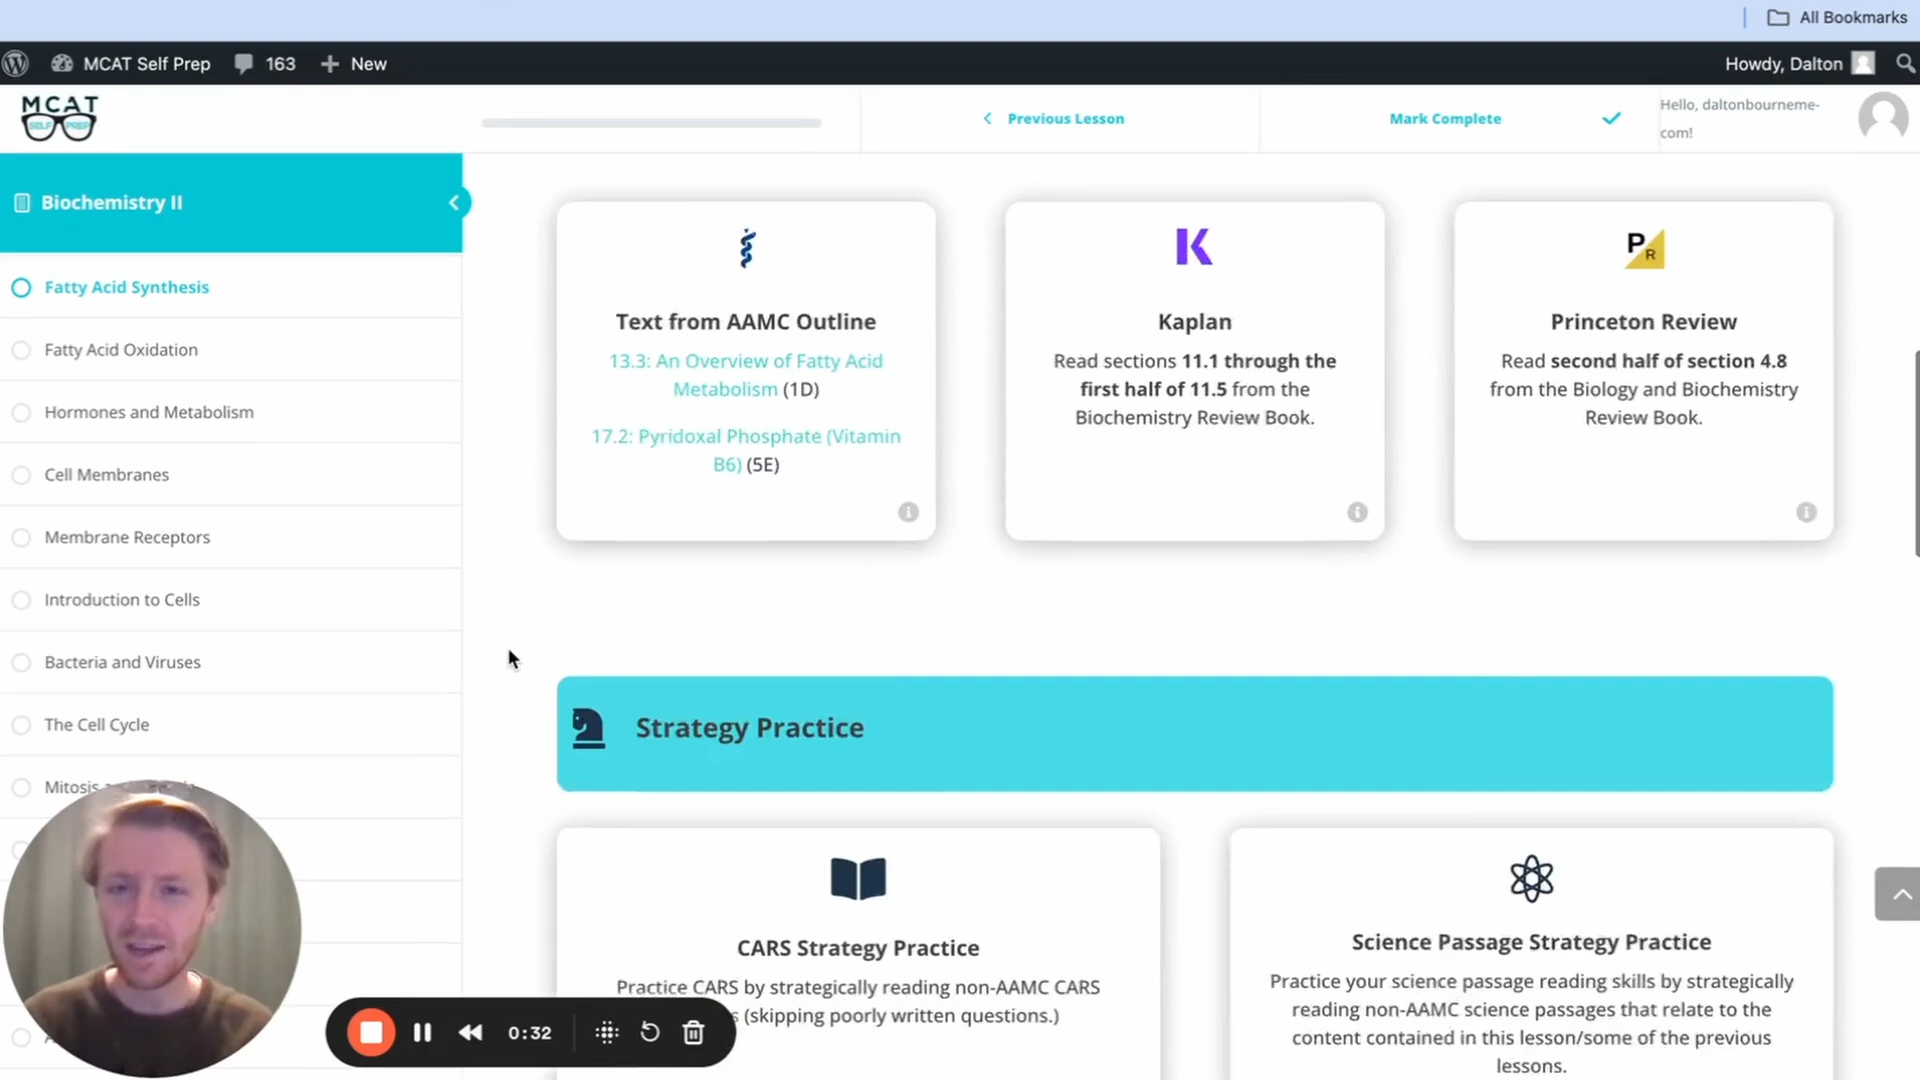 All Bookmarks
MCAT Self Prep
163
New
Howdy, Dalton
MCAT
SELF PREP
Previous Lesson
Mark Complete
Hello, daltonbourneme-
com!
Biochemistry II
Fatty Acid Synthesis
Fatty Acid Oxidation
Hormones and Metabolism
Cell Membranes
Membrane Receptors
Introduction to Cells
Bacteria and Viruses
The Cell Cycle
Mitosis
Text from AAMC Outline
13.3: An Overview of Fatty Acid
Metabolism (1D)
17.2: Pyridoxal Phosphate (Vitamin
B6) (5E)
K
Kaplan
Read sections 11.1 through the
first half of 11.5 from the
Biochemistry Review Book.
PR
Princeton Review
Read second half of section 4.8
from the Biology and Biochemistry
Review Book.
Strategy Practice
CARS Strategy Practice
Practice CARS by strategically reading non-AAMC CARS
(skipping poorly written questions.)
Science Passage Strategy Practice
Practice your science passage reading skills by strategically
reading non-AAMC science passages that relate to the
content contained in this lesson/some of the previous
lessons.
0:32